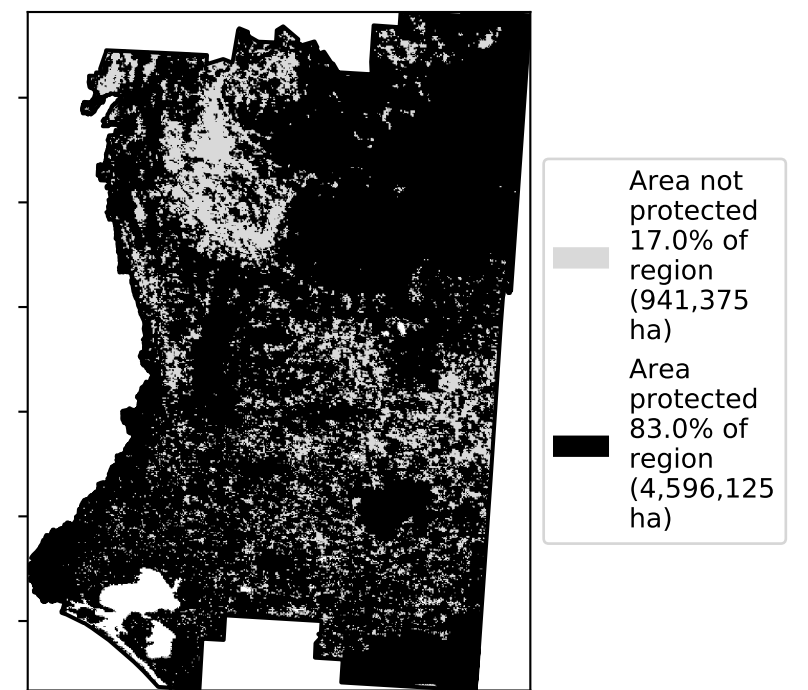 Area not
protected
17.0% of
region
(941,375
ha)
Area
protected
83.0% of
region
(4,596,125
ha)